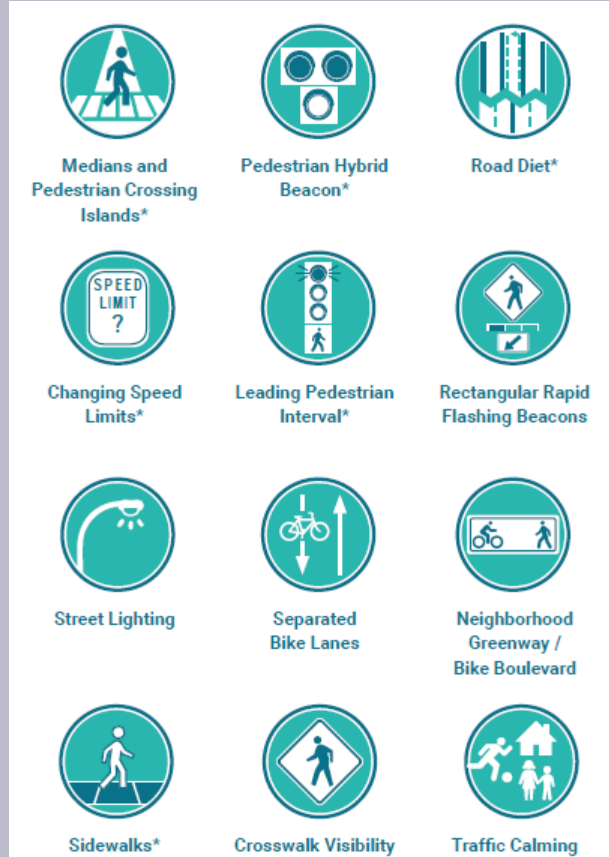 Medians and
Pedestrian Crossing
Islands*
Pedestrian Hybrid
Beacon*
Road Diet*
SPEED
LIMIT
?
Changing Speed
Limits*
Leading Pedestrian
Interval*
Rectangular Rapid
Flashing Beacons
Street Lighting
Separated
Bike Lanes
Neighborhood
Greenway /
Bike Boulevard
Sidewalks*
Crosswalk Visibility
Traffic Calming